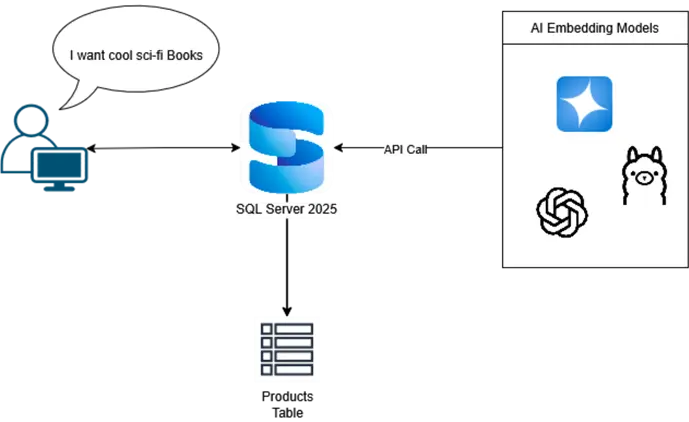 I want cool sci-fi Books
AI Embedding Models
API Call
SQL Server 2025
Products
Table